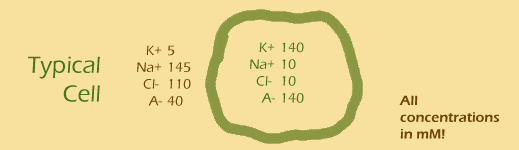 Typical
Cell
K+ 5
Na+ 145
Cl- 110
A- 40
K+ 140
Na+ 10
Cl- 10
A- 140
All
concentrations
in mM!